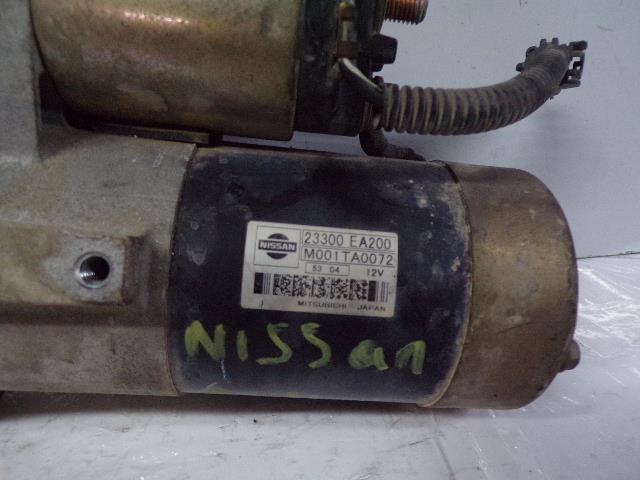 NISSAN
23300 EA200
M001TA0072
53 04 12V
MITSUBISHI JAPAN
NISSan